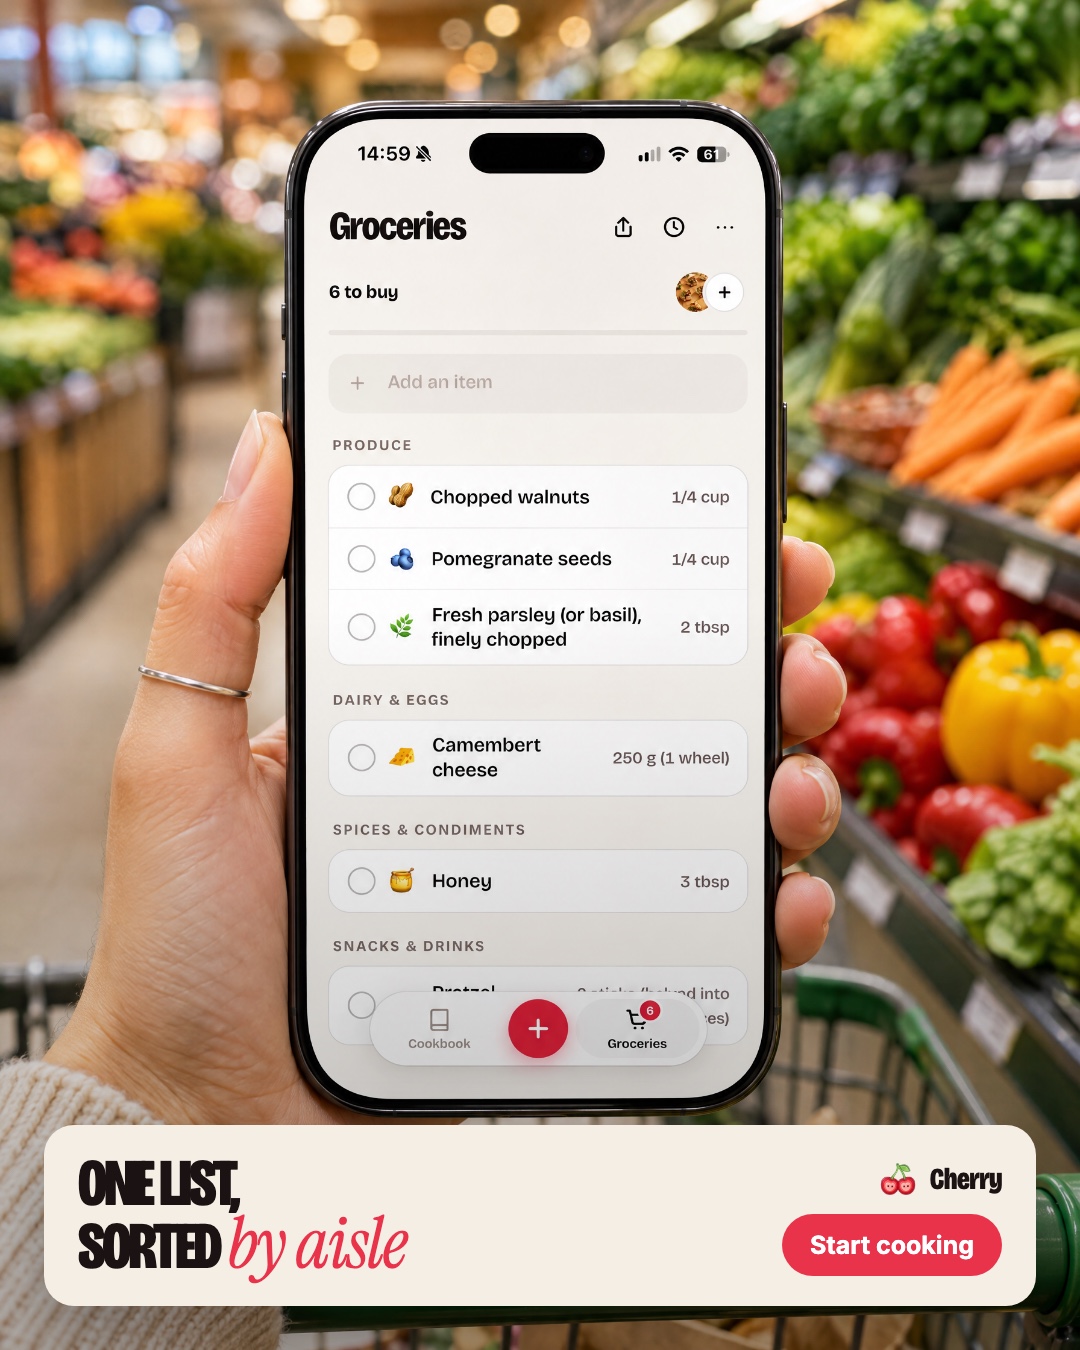 14:59
61
Groceries
6 to buy
Add an item
PRODUCE
Chopped walnuts 1/4 cup
Pomegranate seeds 1/4 cup
Fresh parsley (or basil),
finely chopped 2 tbsp
DAIRY & EGGS
Camembert
cheese 250 g (1 wheel)
SPICES & CONDIMENTS
Honey 3 tbsp
SNACKS & DRINKS
Pretzel into
6
Cookbook Groceries
ONE LIST,
SORTED by aisle
Cherry
Start cooking